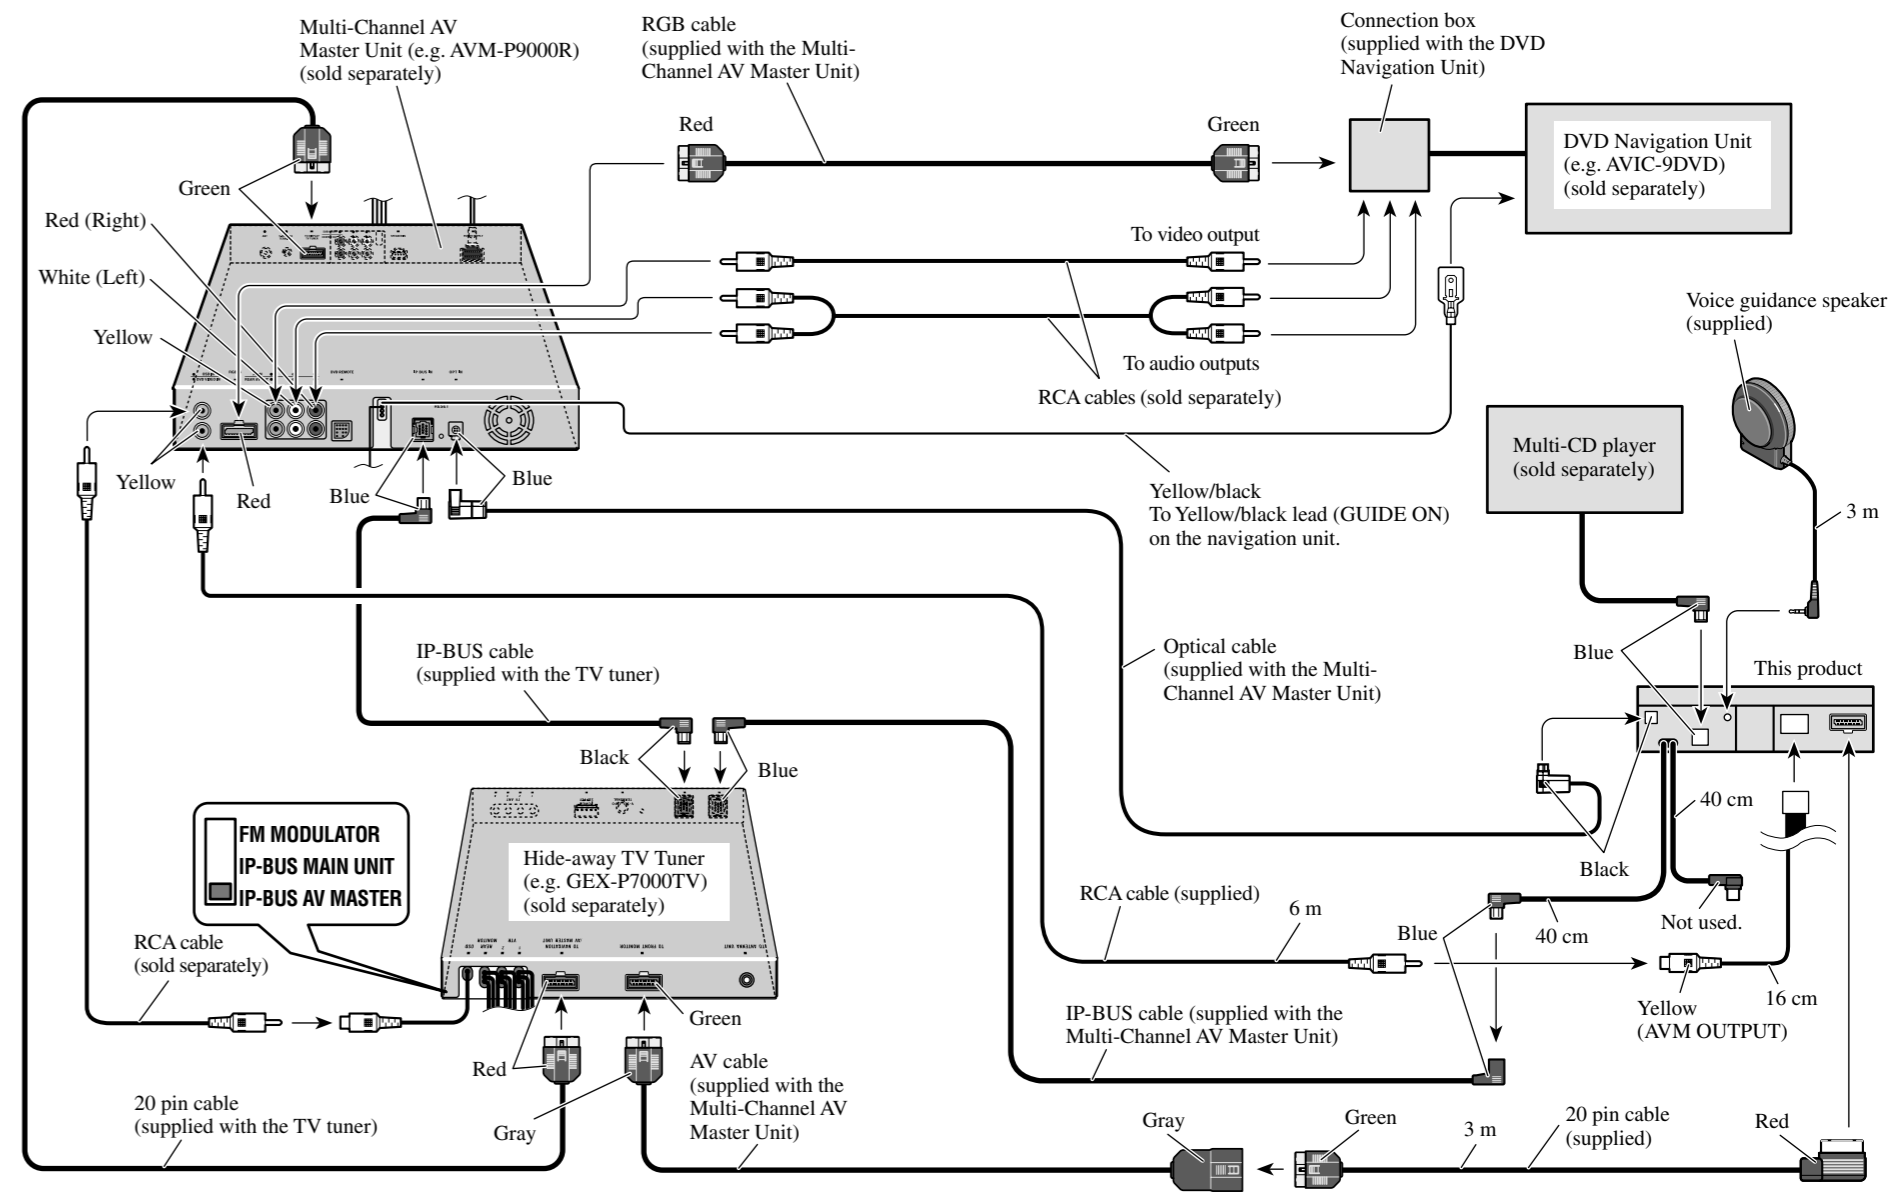 Multi-Channel AV
Master Unit (e.g. AVM-P9000R)
(sold separately)
RGB cable
(supplied with the Multi-
Channel AV Master Unit)
Connection box
(supplied with the DVD
Navigation Unit)
Red
Green
DVD Navigation Unit
(e.g. AVIC-9DVD)
(sold separately)
Green
Red (Right)
White (Left)
Yellow
To video output
To audio outputs
RCA cables (sold separately)
Voice guidance speaker
(supplied)
Multi-CD player
(sold separately)
3 m
Yellow
Red
Blue
Blue
Yellow/black
To Yellow/black lead (GUIDE ON)
on the navigation unit.
IP-BUS cable
(supplied with the TV tuner)
Optical cable
(supplied with the Multi-
Channel AV Master Unit)
Blue
This product
Black
Blue
40 cm
Black
FM MODULATOR
IP-BUS MAIN UNIT
IP-BUS AV MASTER
Hide-away TV Tuner
(e.g. GEX-P7000TV)
(sold separately)
RCA cable (supplied)
6 m
Blue
40 cm
Not used.
RCA cable
(sold separately)
16 cm
Yellow
(AVM OUTPUT)
Green
IP-BUS cable (supplied with the
Multi-Channel AV Master Unit)
Red
AV cable
(supplied with the
Multi-Channel AV
Master Unit)
20 pin cable
(supplied with the TV tuner)
Gray
Gray
Green
3 m
20 pin cable
(supplied)
Red